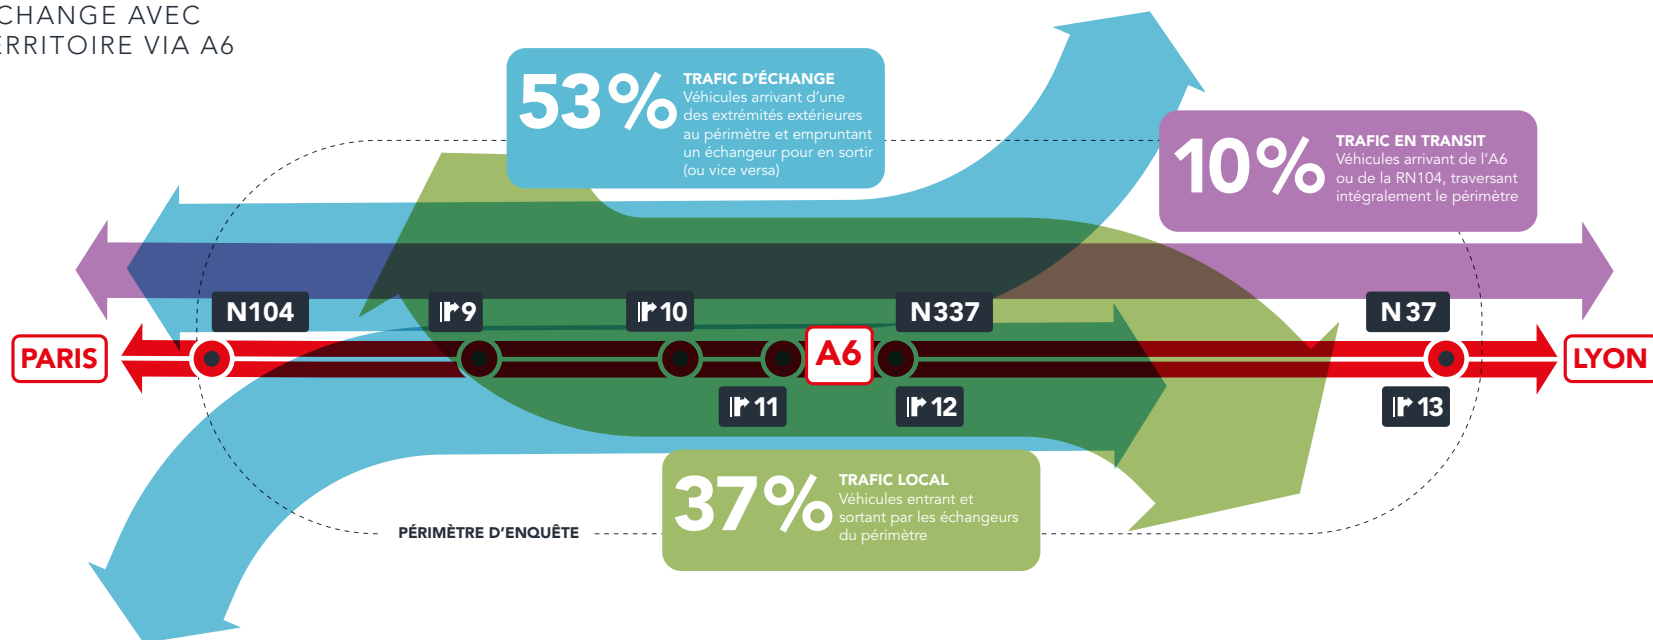 CHANGE AVEC
ERRITOIRE VIA A6
53%
TRAFIC D'ÉCHANGE
Véhicules arrivant d'une
des extrémités extérieures
au périmètre et empruntant
un échangeur pour en sortir
(ou vice versa)
10%
TRAFIC EN TRANSIT
Véhicules arrivant de l'A6
ou de la RN104, traversant
intégralement le périmètre
N104
9
10
N337
N37
PARIS
A6
LYON
11
12
13
37%
TRAFIC LOCAL
Véhicules entrant et
sortant par les échangeurs
du périmètre
PÉRIMÈTRE D'ENQUÊTE